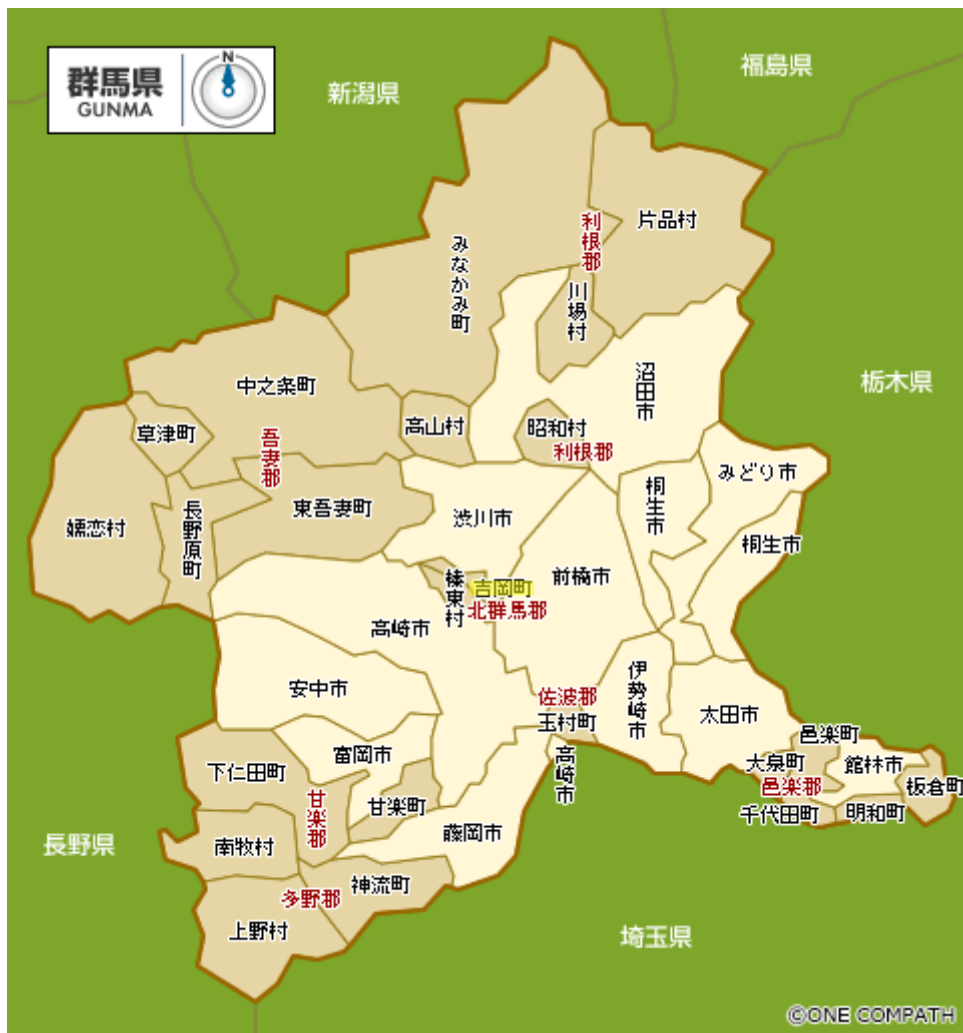 群馬県
GUNMA
N
新潟県
福島県
片品村
利根郡
みなかみ町
川場村
沼田市
栃木県
中之条町
草津町
高山村
昭和村
利根郡
吾妻郡
みどり市
桐生市
東吾妻町
長野原町
嬬恋村
渋川市
桐生市
前橋市
榛東村
吉岡町
北群馬郡
高崎市
安中市
佐波郡
玉村町
伊勢崎市
太田市
富岡市
高崎市
邑楽町
大泉町
館林市
下仁田町
甘楽郡
甘楽町
邑楽郡
板倉町
千代田町
明和町
藤岡市
長野県
南牧村
神流町
多野郡
上野村
埼玉県
©ONE COMPATH